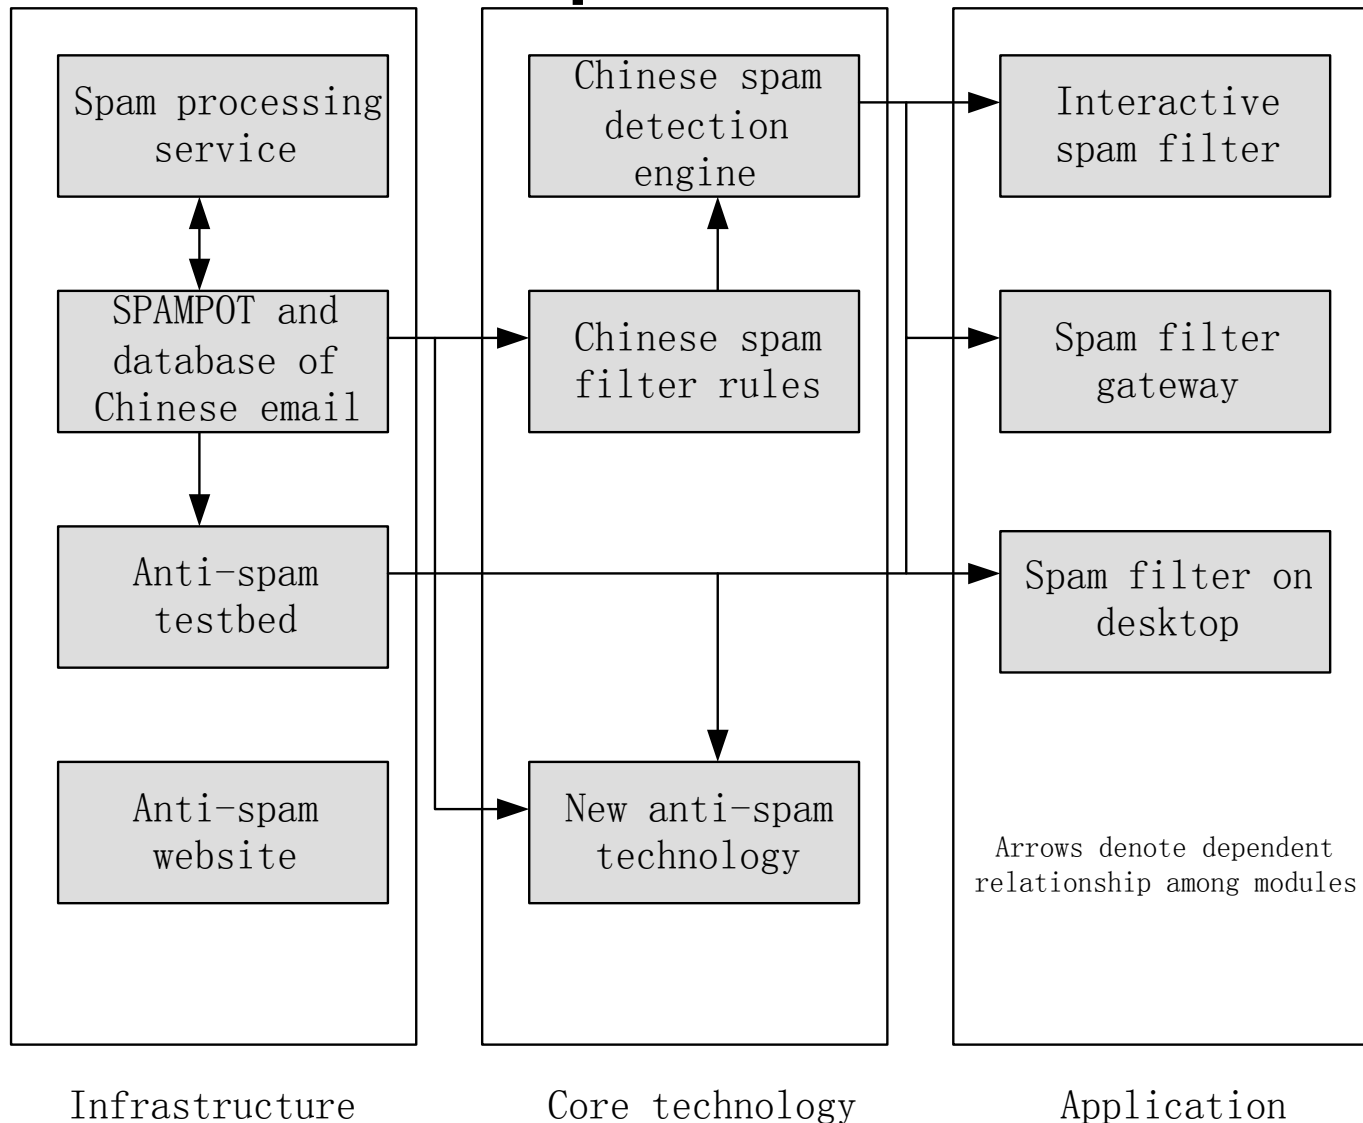 Spam processing
service
SPAMPOT and
database of
Chinese email
Anti-spam
testbed
Anti-spam
website
Infrastructure
Chinese spam
detection
engine
Chinese spam
filter rules
New anti-spam
technology
Core technology
Interactive
spam filter
Spam filter
gateway
Spam filter on
desktop
Arrows denote dependent
relationship among modules
Application